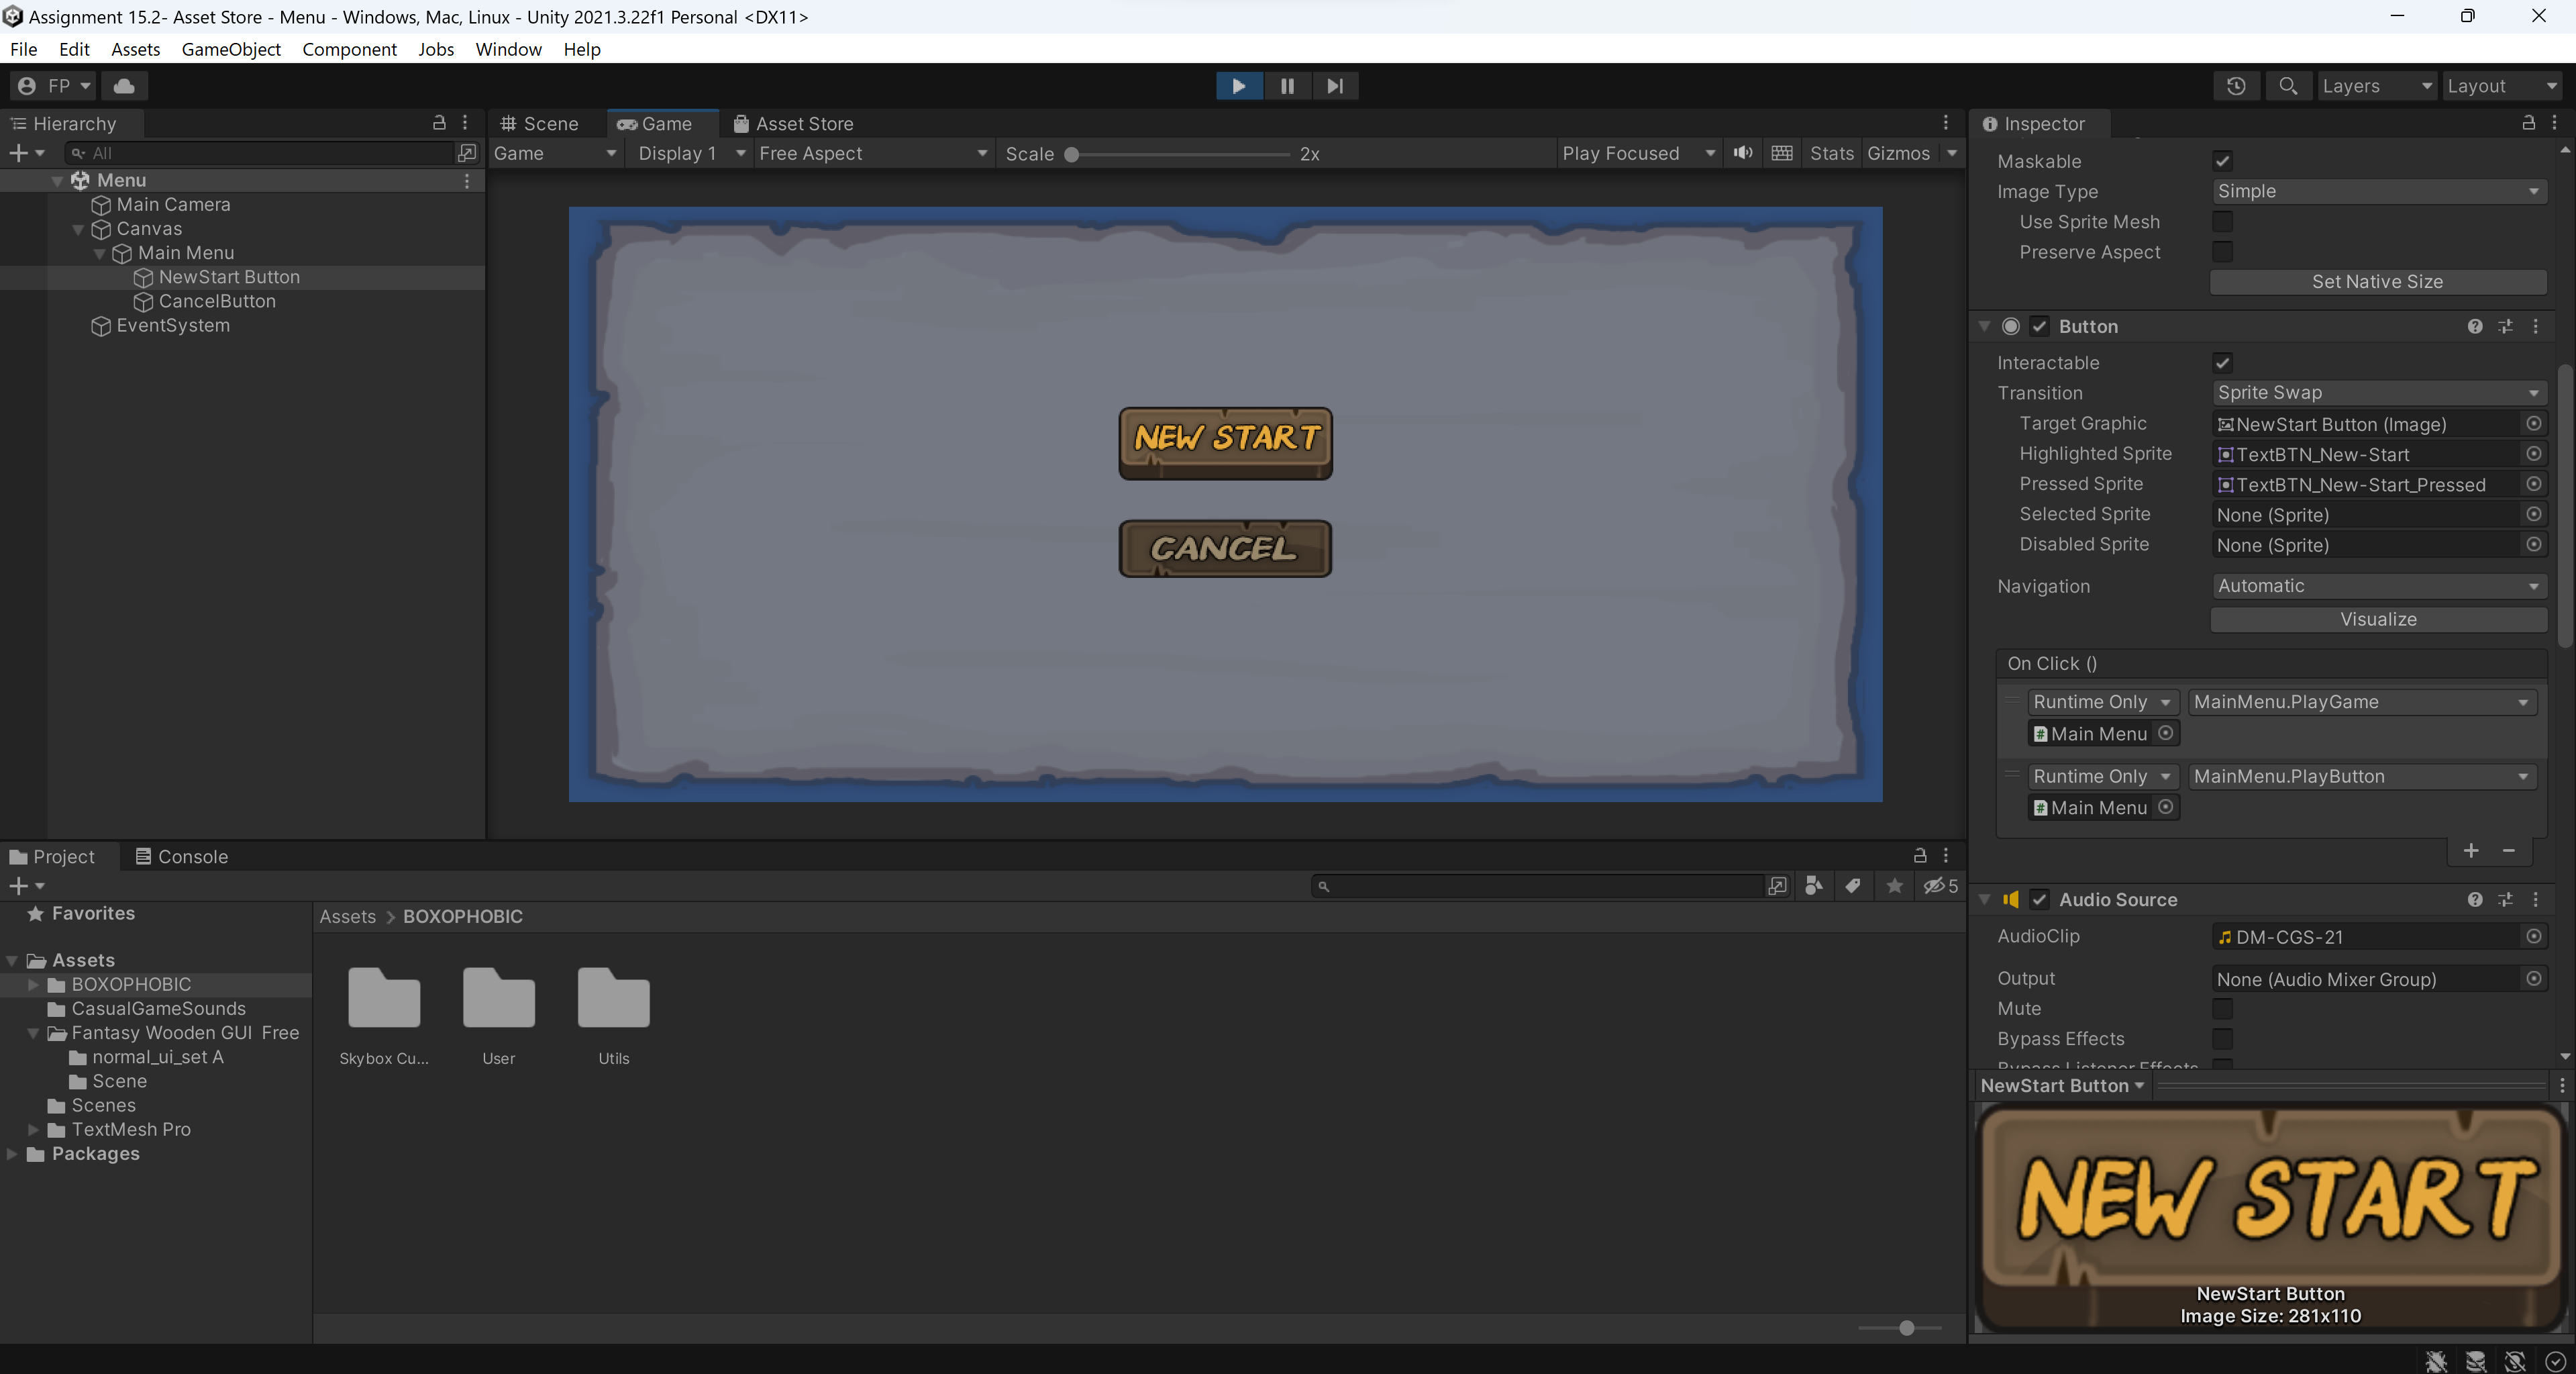 Assignment 15.2- Asset Store - Menu - Windows, Mac, Linux - Unity 2021.3.22f1 Personal <DX11>
File Edit Assets GameObject Component Jobs Window Help
FP
Layers Layout
Hierarchy
All
Menu
Main Camera
Canvas
Main Menu
NewStart Button
CancelButton
EventSystem
Scene Game Asset Store
Game Display 1 Free Aspect Scale 2x Play Focused Stats Gizmos
NEW START
CANCEL
Inspector
Maskable
Image Type Simple
Use Sprite Mesh
Preserve Aspect
Set Native Size
Button
Interactable
Transition Sprite Swap
Target Graphic NewStart Button (Image)
Highlighted Sprite TextBTN_New-Start
Pressed Sprite TextBTN_New-Start_Pressed
Selected Sprite None (Sprite)
Disabled Sprite None (Sprite)
Navigation Automatic
Visualize
On Click ()
Runtime Only MainMenu.PlayGame
Main Menu
Runtime Only MainMenu.PlayButton
Main Menu
Audio Source
AudioClip DM-CGS-21
Output None (Audio Mixer Group)
Mute
Bypass Effects
Bypass Listener Effects
NewStart Button
NEW START
NewStart Button
Image Size: 281x110
Project Console
5
Favorites
Assets
BOXOPHOBIC
CasualGameSounds
Fantasy Wooden GUI Free
normal_ui_set A
Scene
Scenes
TextMesh Pro
Packages
Assets > BOXOPHOBIC
Skybox Cu...
User
Utils